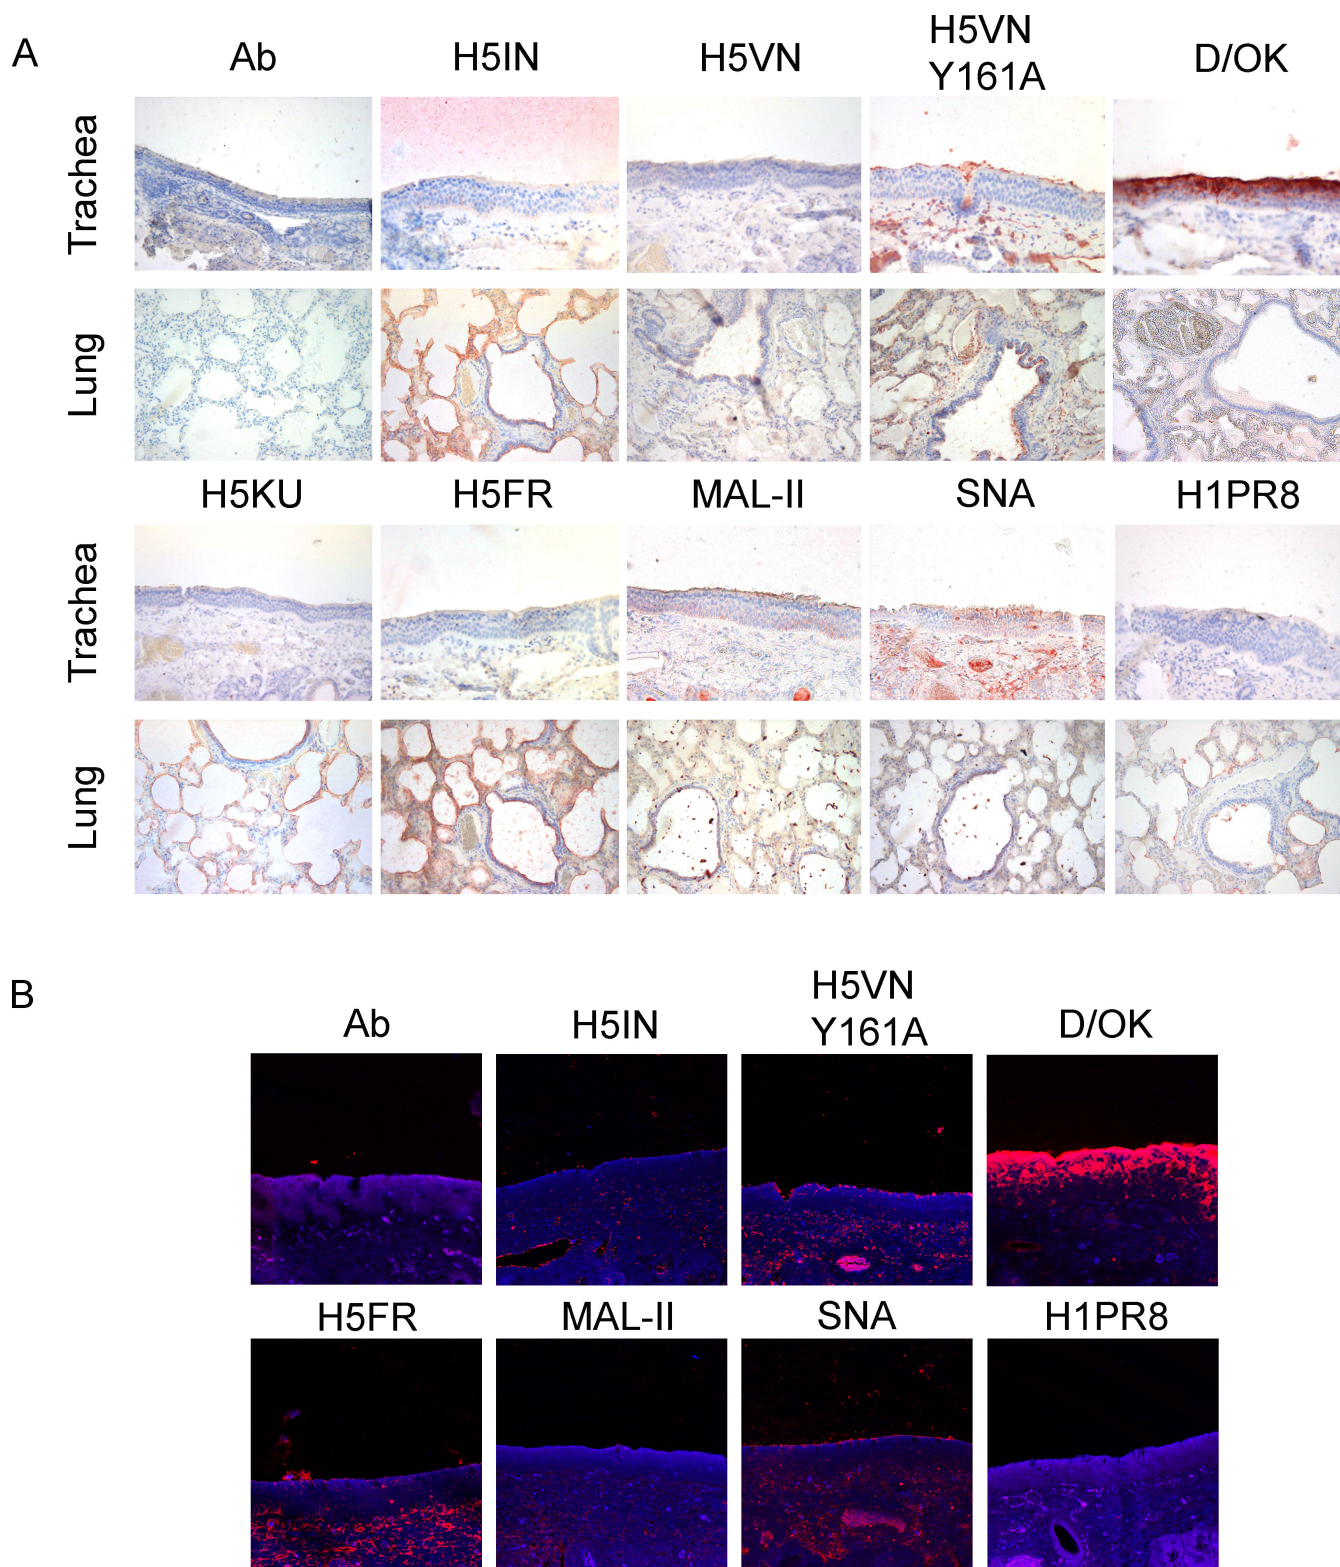 A
Ab
H5IN
H5VN
H5VN
Y161A
D/OK
Trachea
Lung
H5KU
H5FR
MAL-II
SNA
H1PR8
Trachea
Lung
B
Ab
H5IN
H5VN
Y161A
D/OK
H5FR
MAL-II
SNA
H1PR8